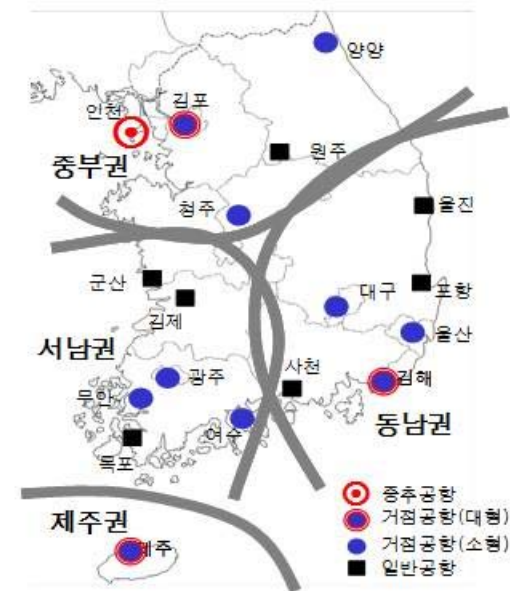 양양
인천
김포
원주
중부권
청주
울진
군산
김제
대구
포항
울산
서남권
광주
무안
사천
김해
여수
동남권
목포
제주권
제주
중추공항
거점공항(대형)
거점공항(소형)
일반공항